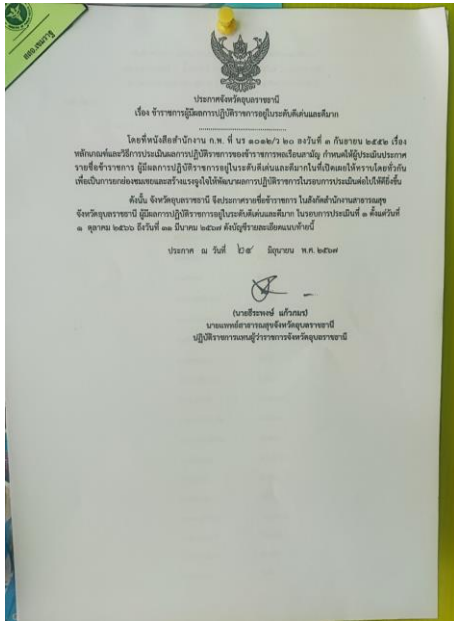 สสอ.เขมราฐ
ประกาศจังหวัดอุบลราชธานี
เรื่อง ข้าราชการผู้มีผลการปฏิบัติราชการอยู่ในระดับดีเด่นและดีมาก
โดยที่หนังสือสำนักงาน ก.พ. ที่ นร ๑๐๑๒/ว ๒๐ ลงวันที่ ๓ กันยายน ๒๕๕๒ เรื่อง
หลักเกณฑ์และวิธีการประเมินผลการปฏิบัติราชการของข้าราชการพลเรือนสามัญ กำหนดให้ผู้ประเมินประกาศ
รายชื่อข้าราชการ ผู้มีผลการปฏิบัติราชการอยู่ในระดับดีเด่นและดีมากในที่เปิดเผยให้ทราบโดยทั่วกัน
เพื่อเป็นการยกย่องชมเชยและสร้างแรงจูงใจให้พัฒนาผลการปฏิบัติราชการในรอบการประเมินต่อไปให้ดียิ่งขึ้น
ดังนั้น จังหวัดอุบลราชธานี จึงประกาศรายชื่อข้าราชการ ในสังกัดสำนักงานสาธารณสุข
จังหวัดอุบลราชธานี ผู้มีผลการปฏิบัติราชการอยู่ในระดับดีเด่นและดีมาก ในรอบการประเมินที่ ๑ ตั้งแต่วันที่
๑ ตุลาคม ๒๕๖๖ ถึงวันที่ ๓๑ มีนาคม ๒๕๖๗ ดังบัญชีรายละเอียดแนบท้ายนี้
ประกาศ ณ วันที่ ๒๕ มิถุนายน พ.ศ. ๒๕๖๗
(นายธีระพงษ์ แก้วภมร)
นายแพทย์สาธารณสุขจังหวัดอุบลราชธานี
ปฏิบัติราชการแทนผู้ว่าราชการจังหวัดอุบลราชธานี